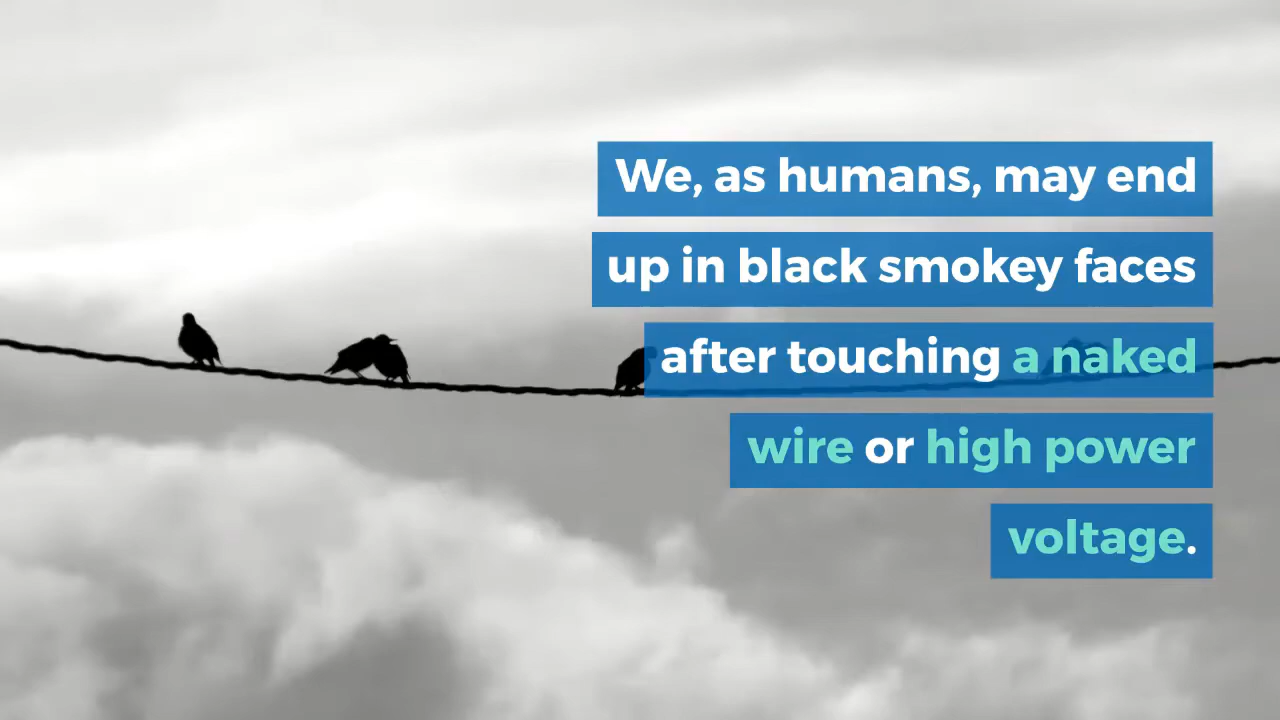 We, as humans, may end
up in black smokey faces
after touching a naked
wire or high power
voltage.